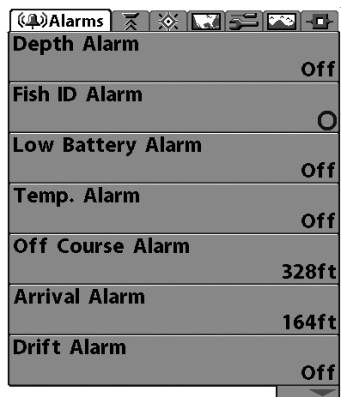 Alarms
Depth Alarm
Off
Fish ID Alarm
Low Battery Alarm
Off
Temp. Alarm
Off
Off Course Alarm
328ft
Arrival Alarm
164ft
Drift Alarm
Off